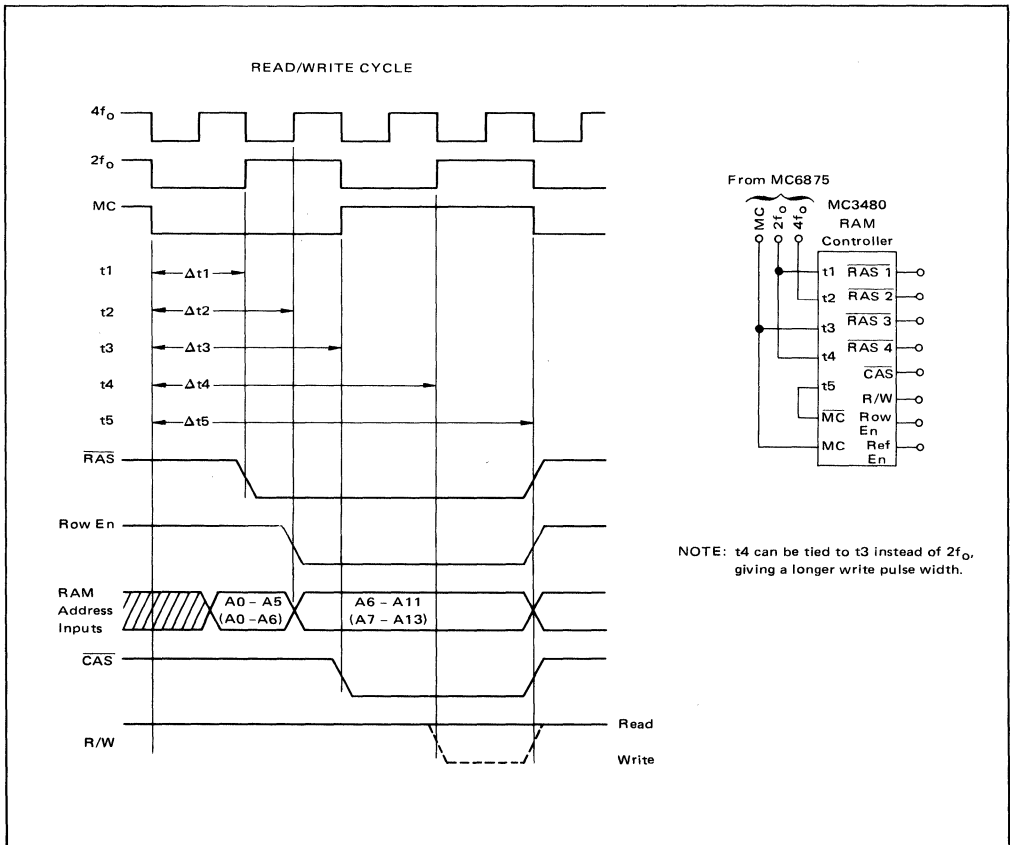 READ/WRITE CYCLE
4fo
2fo
MC
t1
Δt1
t2
Δt2
t3
Δt3
t4
Δt4
t5
Δt5
RAS
Row En
RAM
Address
Inputs
A0 – A5
(A0 – A6)
A6 – A11
(A7 – A13)
CAS
R/W
Read
Write
From MC6875
MC
2fo
4fo
MC3480
RAM
Controller
t1 RAS 1
t2 RAS 2
t3 RAS 3
t4 RAS 4
t5 CAS
R/W
MC Row
En
MC Ref
En
NOTE: t4 can be tied to t3 instead of 2fo,
giving a longer write pulse width.